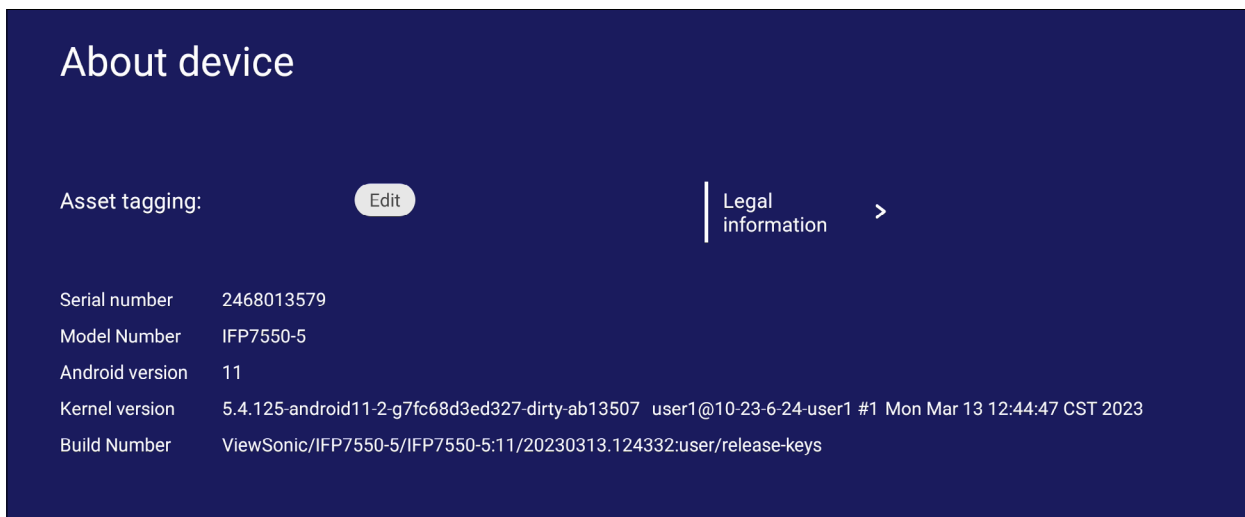 About device
Asset tagging:
Edit
Legal
information
Serial number 2468013579
Model Number IFP7550-5
Android version 11
Kernel version 5.4.125-android11-2-g7fc68d3ed327-dirty-ab13507 user1@10-23-6-24-user1 #1 Mon Mar 13 12:44:47 CST 2023
Build Number ViewSonic/IFP7550-5/IFP7550-5:11/20230313.124332:user/release-keys